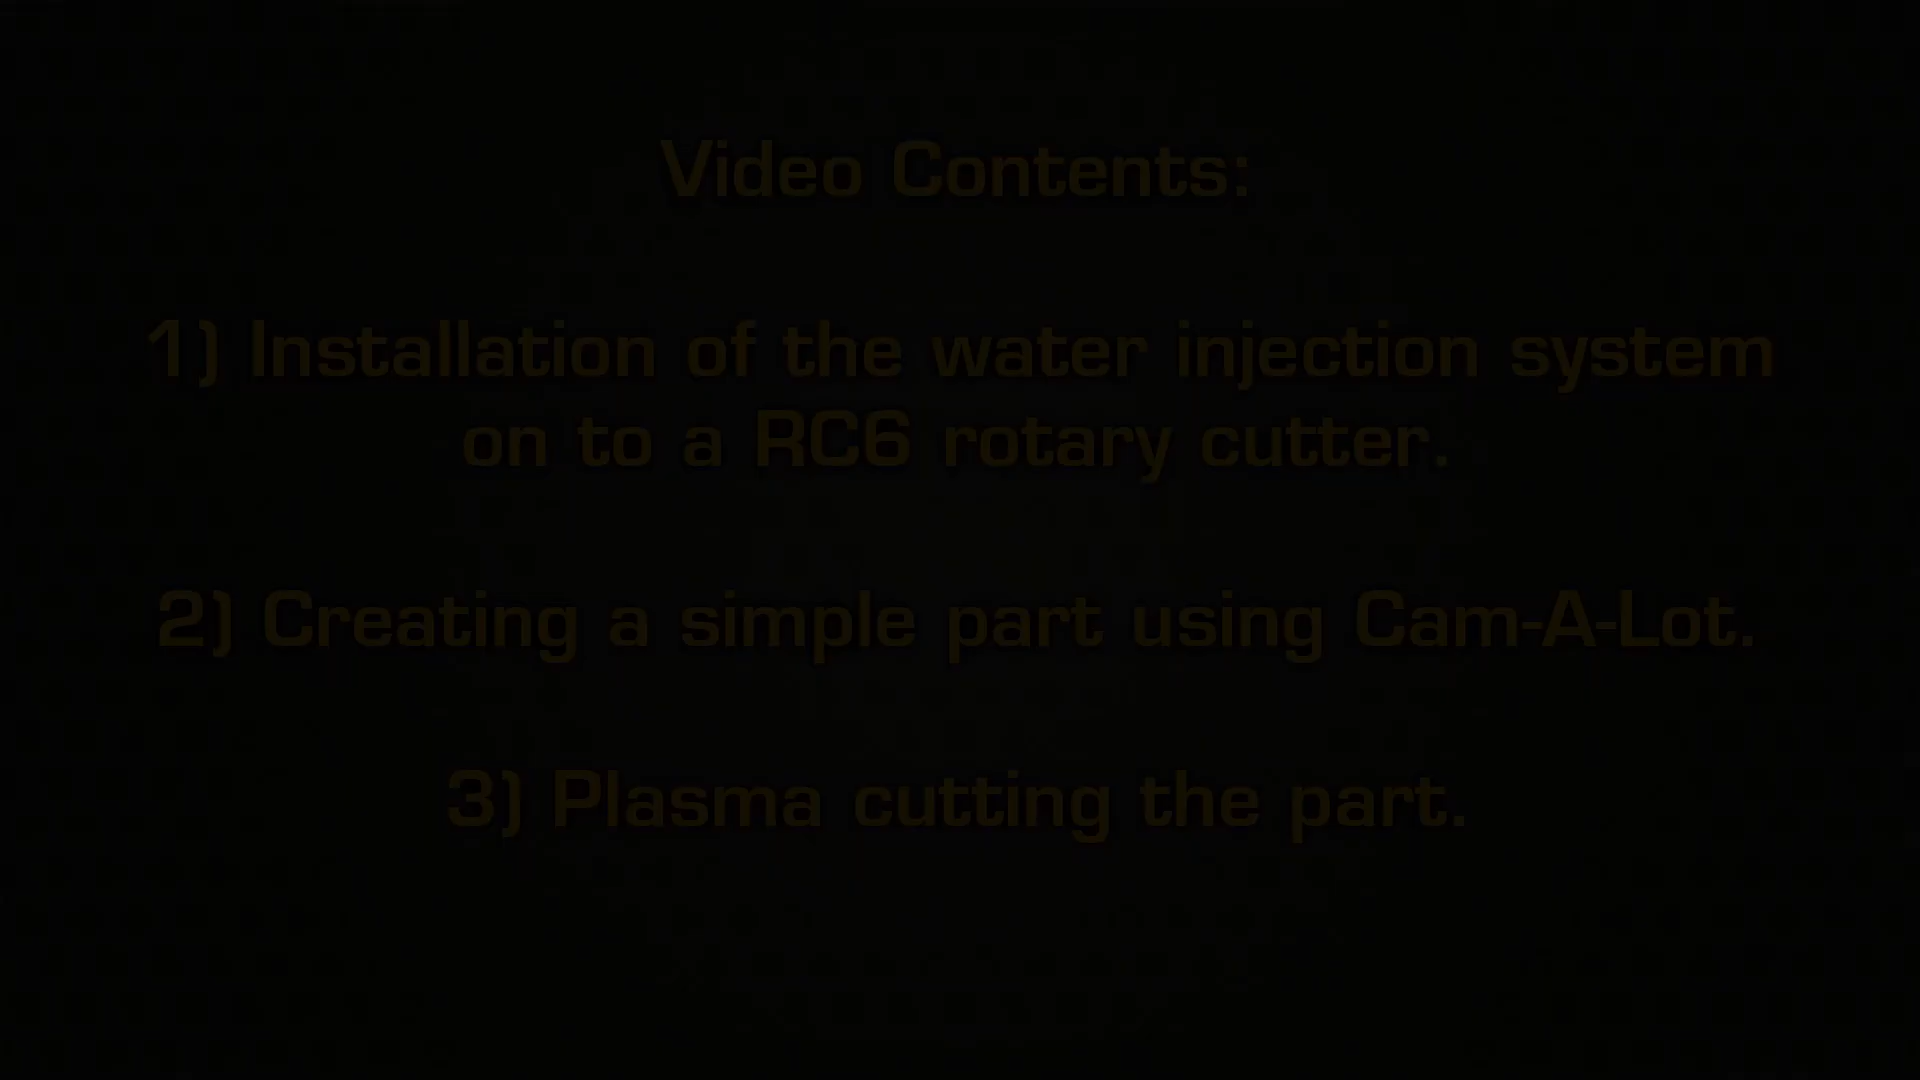 Video Contents:
1) Installation of the water injection system
on to a RC6 rotary cutter.
2) Creating a simple part using Cam-A-Lot.
3) Plasma cutting the part.